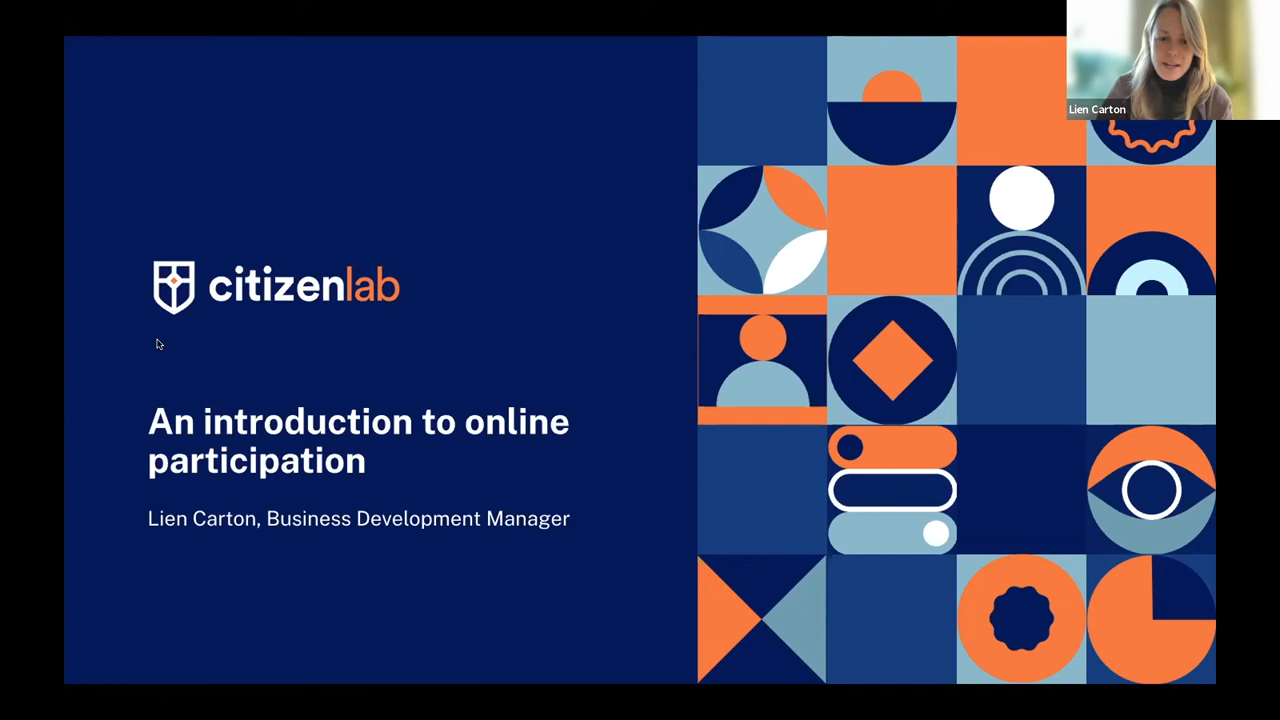 Lien Carton
citizenlab
An introduction to online
participation
Lien Carton, Business Development Manager